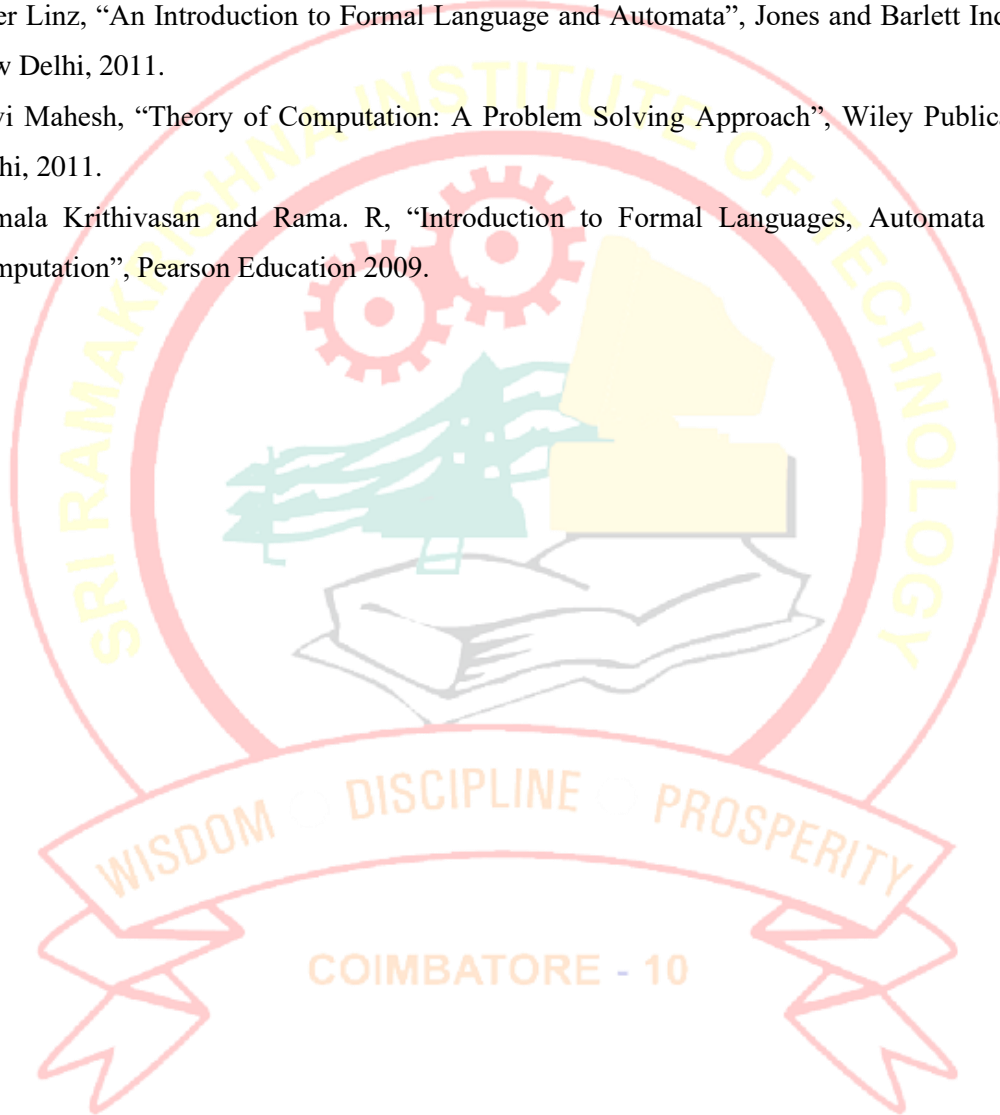 er Linz, “An Introduction to Formal Language and Automata”, Jones and Barlett Ind
w Delhi, 2011.
vi Mahesh, “Theory of Computation: A Problem Solving Approach”, Wiley Publica
hi, 2011.
mala Krithivasan and Rama. R, “Introduction to Formal Languages, Automata
mputation”, Pearson Education 2009.
SRI RAMAKRISHNA INSTITUTE OF TECHNOLOGY
WISDOM DISCIPLINE PROSPERITY
COIMBATORE - 10